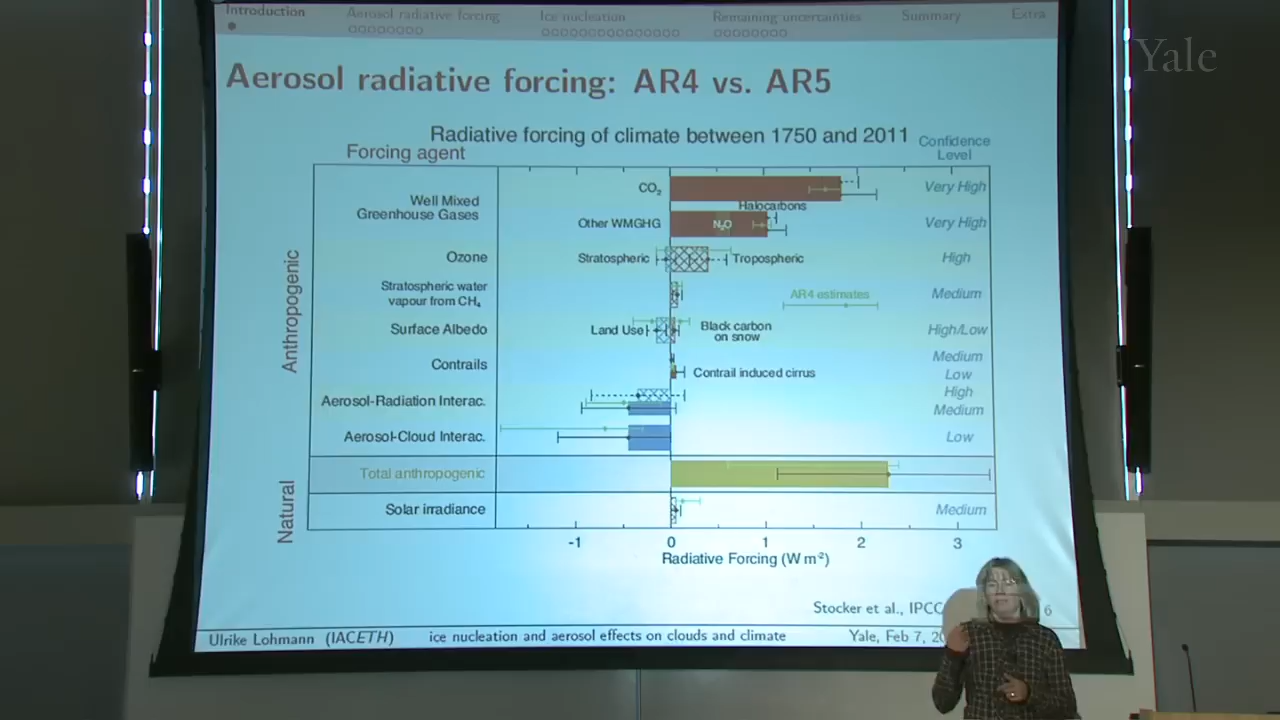 Introduction Aerosol radiative forcing Ice nucleation Remaining uncertainties Summary Extra
Yale
Aerosol radiative forcing: AR4 vs. AR5
Radiative forcing of climate between 1750 and 2011
Forcing agent
Confidence
Level
Anthropogenic
Natural
Well Mixed
Greenhouse Gases
CO₂
Very High
Halocarbons
Other WMGHG
N₂O
Very High
Ozone
Stratospheric
Tropospheric
High
Stratospheric water
vapour from CH₄
AR4 estimates
Medium
Surface Albedo
Land Use
Black carbon
on snow
High/Low
Contrails
Medium
Contrail induced cirrus
Low
Aerosol-Radiation Interac.
High
Medium
Aerosol-Cloud Interac.
Low
Total anthropogenic
Solar irradiance
Medium
-1 0 1 2 3
Radiative Forcing (W m⁻²)
Stocker et al., IPCC 6
Ulrike Lohmann (IACETH) ice nucleation and aerosol effects on clouds and climate Yale, Feb 7,